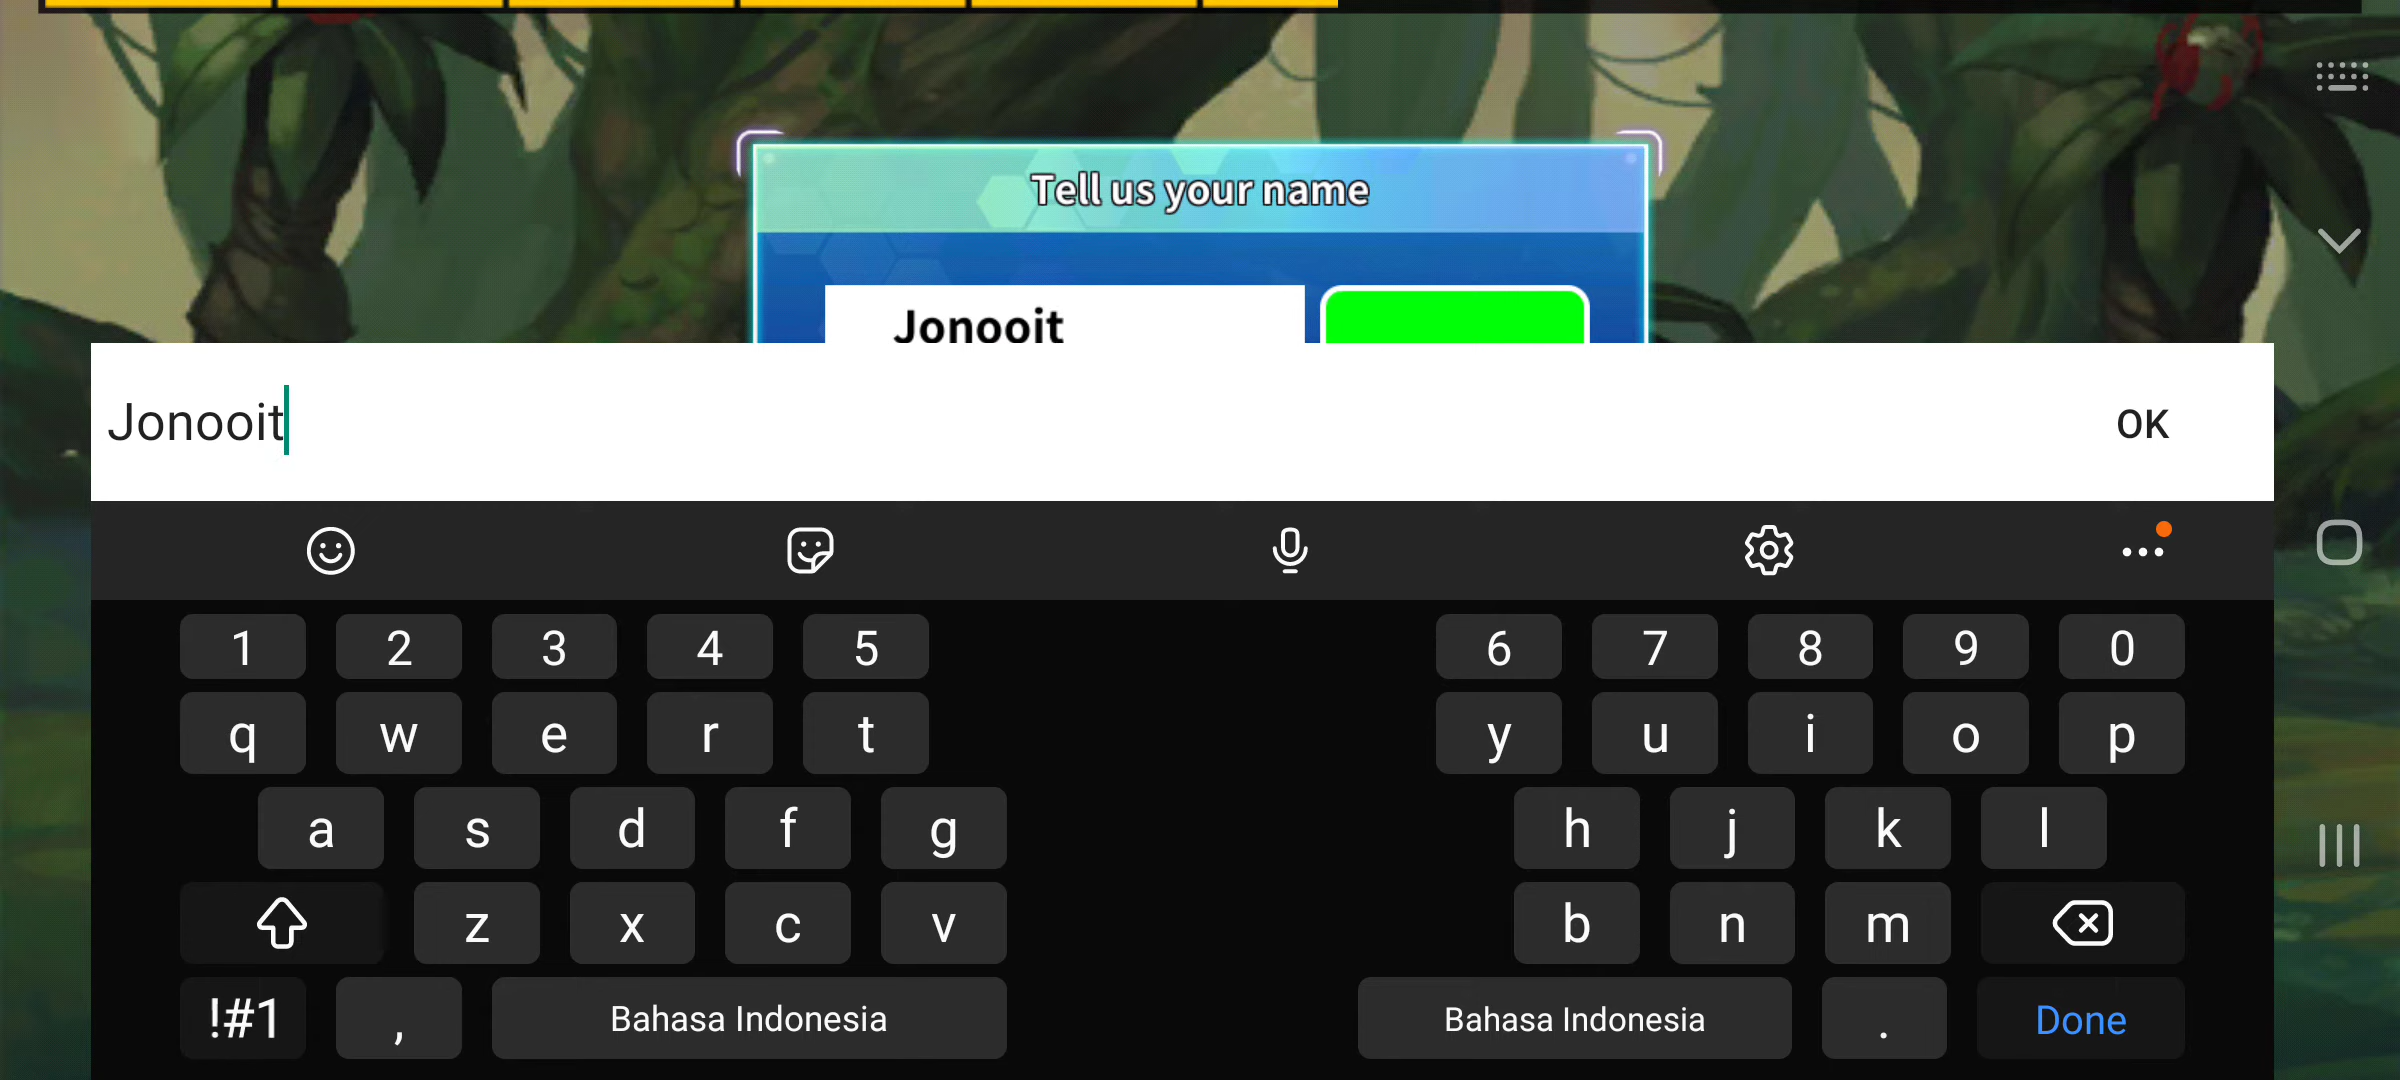 Tell us your name
Jonooit
Jonooit
OK
1 2 3 4 5 6 7 8 9 0
q w e r t y u i o p
a s d f g h j k l
z x c v b n m
!#1 , Bahasa Indonesia Bahasa Indonesia . Done